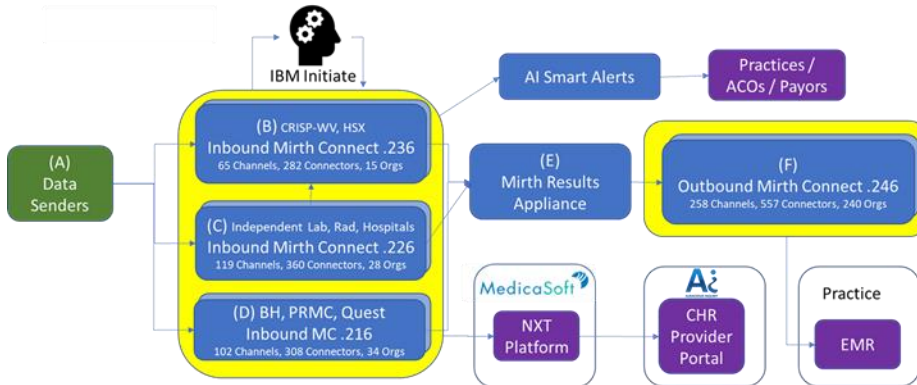 IBM Initiate
AI Smart Alerts
Practices /
ACOs / Payors
(A)
Data
Senders
(B) CRISP-WV, HSX
Inbound Mirth Connect .236
65 Channels, 282 Connectors, 15 Orgs
(C) Independent Lab, Rad, Hospitals
Inbound Mirth Connect .226
119 Channels, 360 Connectors, 28 Orgs
(D) BH, PRMC, Quest
Inbound MC .216
102 Channels, 308 Connectors, 34 Orgs
(E)
Mirth Results
Appliance
(F)
Outbound Mirth Connect .246
258 Channels, 557 Connectors, 240 Orgs
MedicaSoft
NXT
Platform
Ai
CHR
Provider
Portal
Practice
EMR